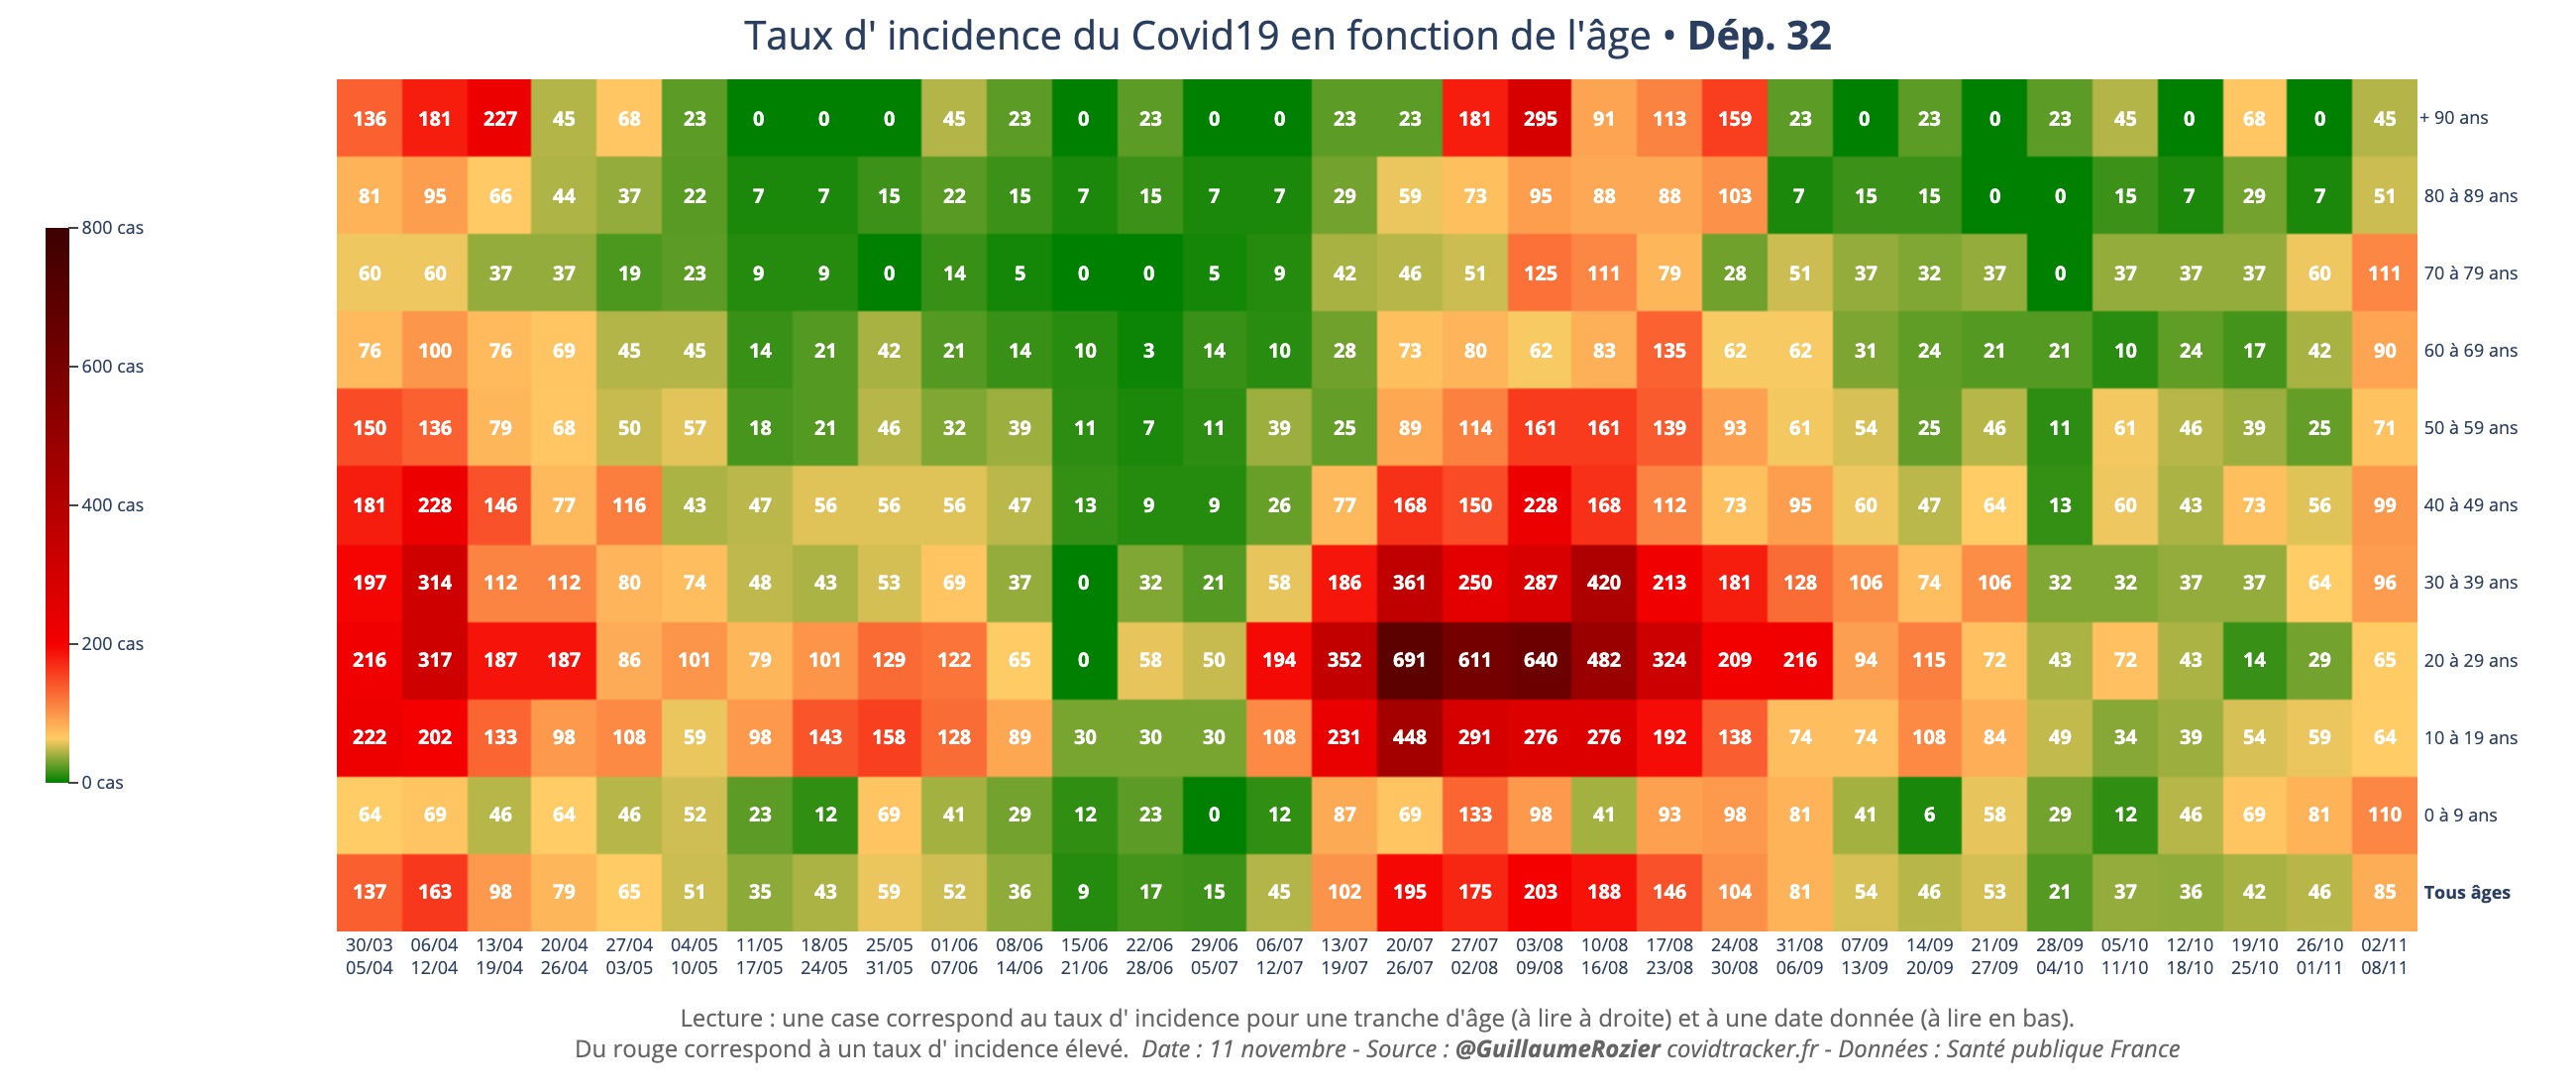 Taux d' incidence du Covid19 en fonction de l'âge • Dép. 32
800 cas
600 cas
400 cas
200 cas
0 cas
136 181 227 45 68 23 0 0 0 45 23 0 23 0 0 23 23 181 295 91 113 159 23 0 23 0 23 45 0 68 0 45 + 90 ans
81 95 66 44 37 22 7 7 15 22 15 7 15 7 7 29 59 73 95 88 88 103 7 15 15 0 0 15 7 29 7 51 80 à 89 ans
60 60 37 37 19 23 9 9 0 14 5 0 0 5 9 42 46 51 125 111 79 28 51 37 32 37 0 37 37 37 60 111 70 à 79 ans
76 100 76 69 45 45 14 21 42 21 14 10 3 14 10 28 73 80 62 83 135 62 62 31 24 21 21 10 24 17 42 90 60 à 69 ans
150 136 79 68 50 57 18 21 46 32 39 11 7 11 39 25 89 114 161 161 139 93 61 54 25 46 11 61 46 39 25 71 50 à 59 ans
181 228 146 77 116 43 47 56 56 56 47 13 9 9 26 77 168 150 228 168 112 73 95 60 47 64 13 60 43 73 56 99 40 à 49 ans
197 314 112 112 80 74 48 43 53 69 37 0 32 21 58 186 361 250 287 420 213 181 128 106 74 106 32 32 37 37 64 96 30 à 39 ans
216 317 187 187 86 101 79 101 129 122 65 0 58 50 194 352 691 611 640 482 324 209 216 94 115 72 43 72 43 14 29 65 20 à 29 ans
222 202 133 98 108 59 98 143 158 128 89 30 30 30 108 231 448 291 276 276 192 138 74 74 108 84 49 34 39 54 59 64 10 à 19 ans
64 69 46 64 46 52 23 12 69 41 29 12 23 0 12 87 69 133 98 41 93 98 81 41 6 58 29 12 46 69 81 110 0 à 9 ans
137 163 98 79 65 51 35 43 59 52 36 9 17 15 45 102 195 175 203 188 146 104 81 54 46 53 21 37 36 42 46 85 Tous âges
30/03 06/04 13/04 20/04 27/04 04/05 11/05 18/05 25/05 01/06 08/06 15/06 22/06 29/06 06/07 13/07 20/07 27/07 03/08 10/08 17/08 24/08 31/08 07/09 14/09 21/09 28/09 05/10 12/10 19/10 26/10 02/11
05/04 12/04 19/04 26/04 03/05 10/05 17/05 24/05 31/05 07/06 14/06 21/06 28/06 05/07 12/07 19/07 26/07 02/08 09/08 16/08 23/08 30/08 06/09 13/09 20/09 27/09 04/10 11/10 18/10 25/10 01/11 08/11
Lecture : une case correspond au taux d' incidence pour une tranche d'âge (à lire à droite) et à une date donnée (à lire en bas).
Du rouge correspond à un taux d' incidence élevé. Date : 11 novembre - Source : @GuillaumeRozier covidtracker.fr - Données : Santé publique France